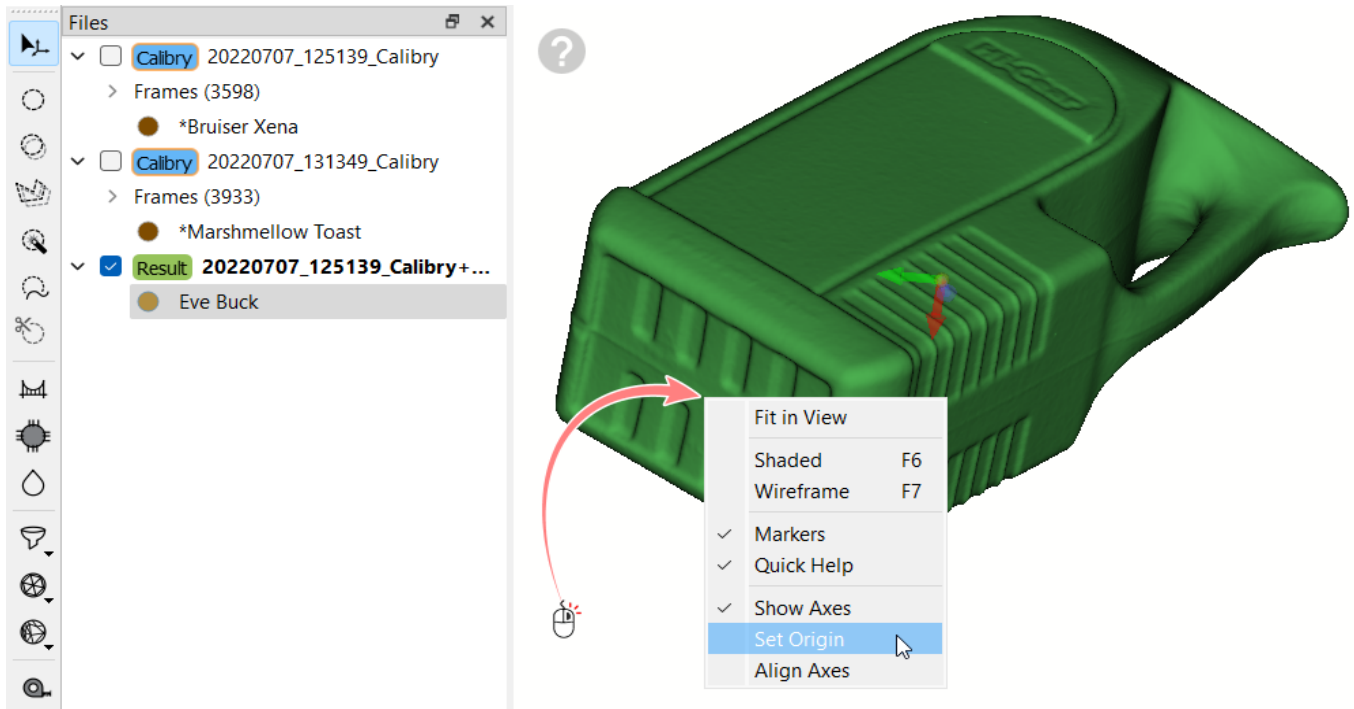 Files
Calibry 20220707_125139_Calibry
Frames (3598)
*Bruiser Xena
Calibry 20220707_131349_Calibry
Frames (3933)
*Marshmellow Toast
Result 20220707_125139_Calibry+...
Eve Buck
?
Fit in View
Shaded F6
Wireframe F7
Markers
Quick Help
Show Axes
Set Origin
Align Axes